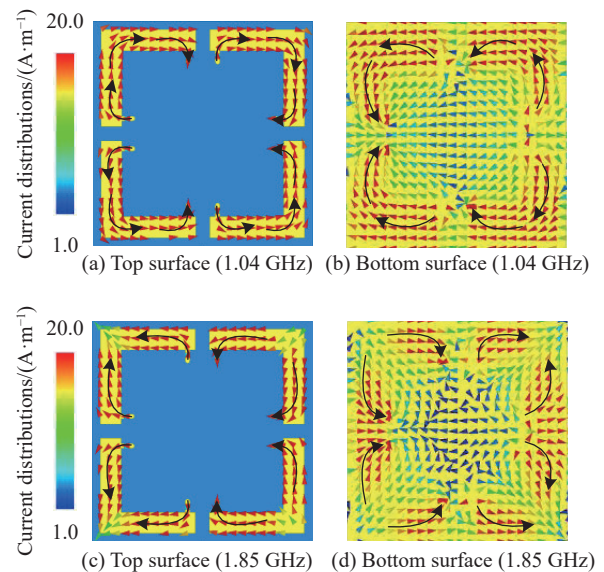 20.0
Current distributions/(A·m⁻¹)
1.0
(a) Top surface (1.04 GHz)
(b) Bottom surface (1.04 GHz)
20.0
Current distributions/(A·m⁻¹)
1.0
(c) Top surface (1.85 GHz)
(d) Bottom surface (1.85 GHz)